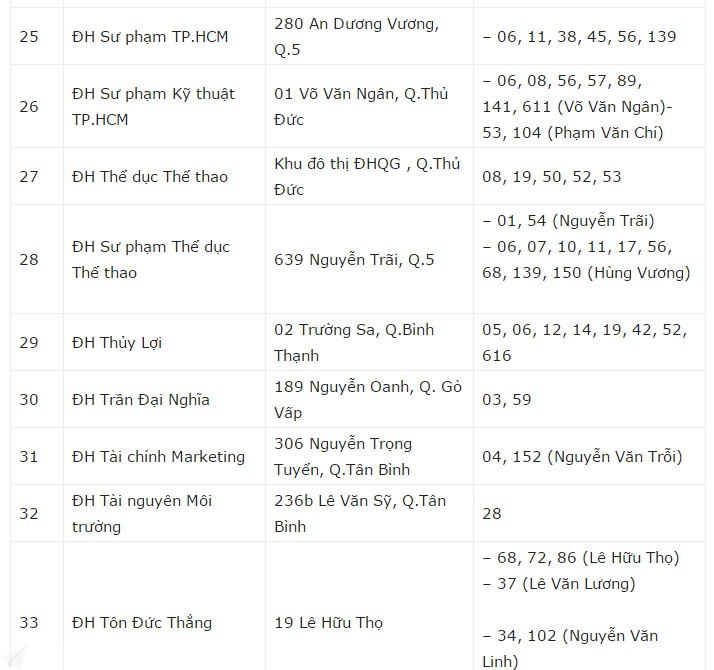 25 ĐH Sư phạm TP.HCM 280 An Dương Vương, – 06, 11, 38, 45, 56, 139
Q.5
26 ĐH Sư phạm Kỹ thuật 01 Võ Văn Ngân, Q.Thủ – 06, 08, 56, 57, 89,
TP.HCM Đức 141, 611 (Võ Văn Ngân)-
53, 104 (Phạm Văn Chí)
27 ĐH Thể dục Thể thao Khu đô thị ĐHQG , Q.Thủ 08, 19, 50, 52, 53
Đức
28 ĐH Sư phạm Thể dục 639 Nguyễn Trãi, Q.5 – 01, 54 (Nguyễn Trãi)
Thể thao – 06, 07, 10, 11, 17, 56,
68, 139, 150 (Hùng Vương)
29 ĐH Thủy Lợi 02 Trường Sa, Q.Bình 05, 06, 12, 14, 19, 42, 52,
Thạnh 616
30 ĐH Trần Đại Nghĩa 189 Nguyễn Oanh, Q. Gò 03, 59
Vấp
31 ĐH Tài chính Marketing 306 Nguyễn Trọng 04, 152 (Nguyễn Văn Trỗi)
Tuyển, Q.Tân Bình
32 ĐH Tài nguyên Môi 236b Lê Văn Sỹ, Q.Tân 28
trường Bình
33 ĐH Tôn Đức Thắng 19 Lê Hữu Thọ – 68, 72, 86 (Lê Hữu Thọ)
– 37 (Lê Văn Lương)
– 34, 102 (Nguyễn Văn
Linh)